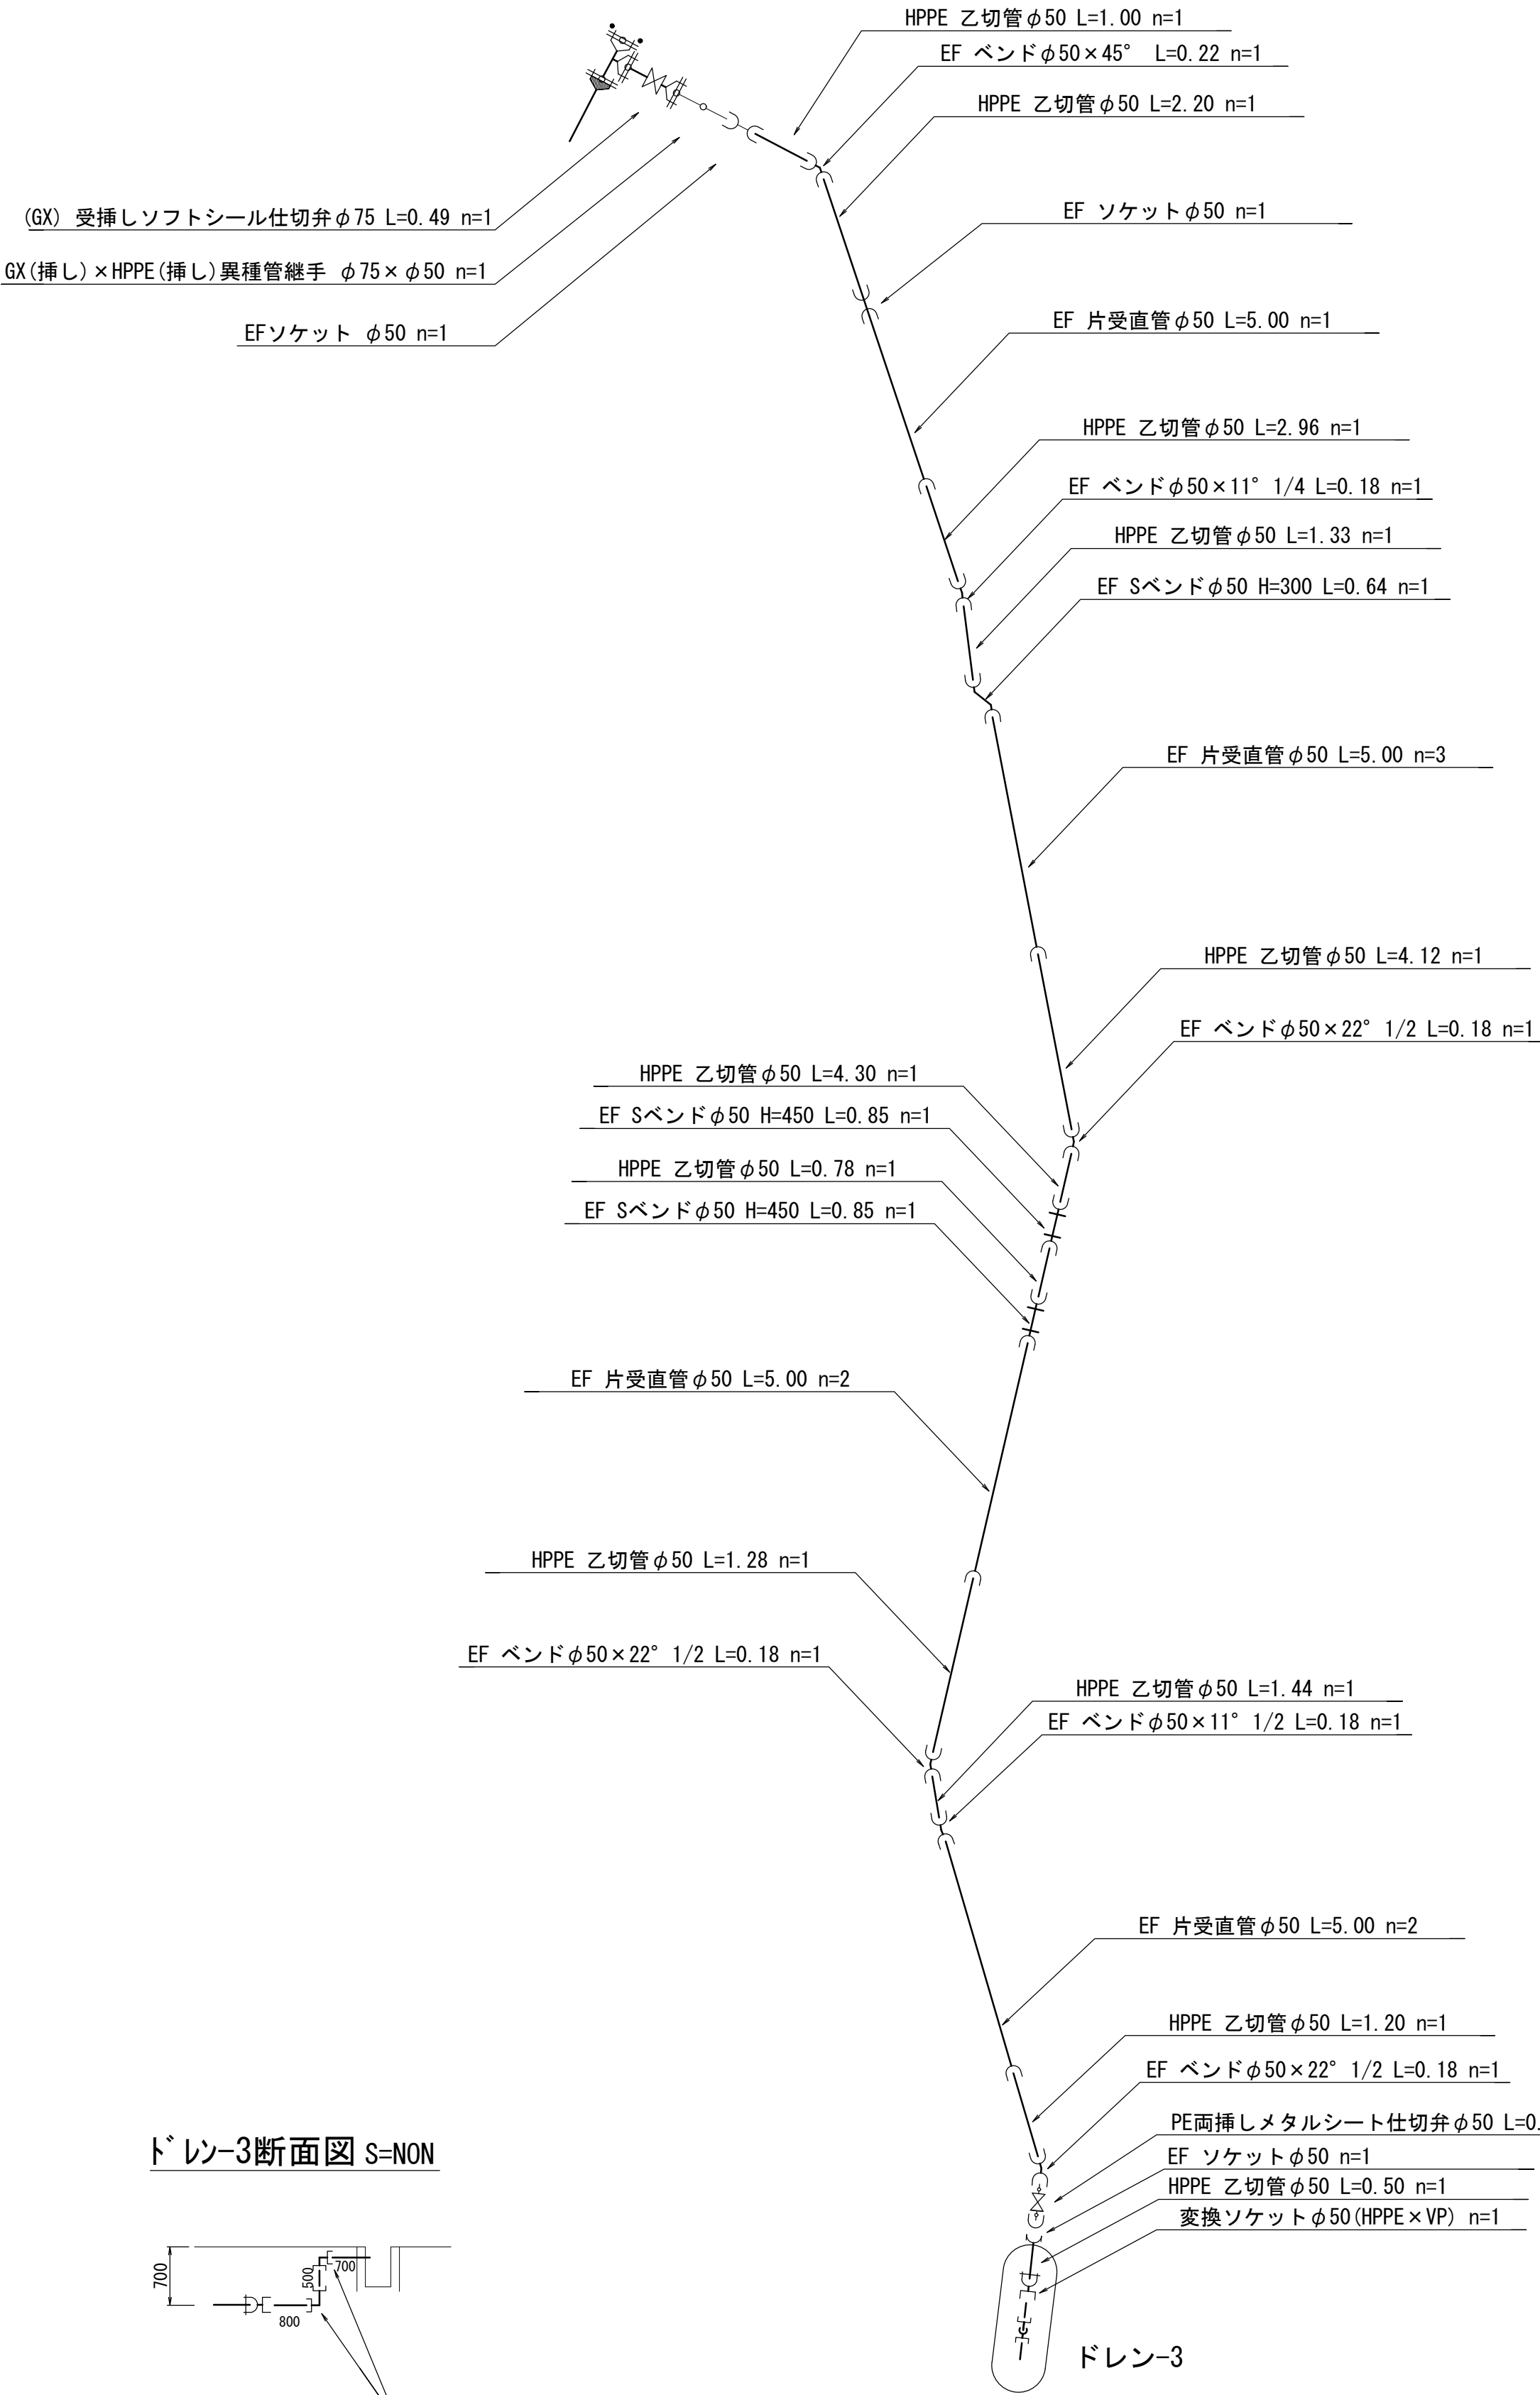 HPPE 乙切管φ50 L=1.00 n=1
EF ベンドφ50×45° L=0.22 n=1
HPPE 乙切管φ50 L=2.20 n=1
(GX) 受挿しソフトシール仕切弁φ75 L=0.49 n=1
GX(挿し)×HPPE(挿し)異種管継手 φ75×φ50 n=1
EFソケット φ50 n=1
EF ソケットφ50 n=1
EF 片受直管φ50 L=5.00 n=1
HPPE 乙切管φ50 L=2.96 n=1
EF ベンドφ50×11° 1/4 L=0.18 n=1
HPPE 乙切管φ50 L=1.33 n=1
EF Sベンドφ50 H=300 L=0.64 n=1
EF 片受直管φ50 L=5.00 n=3
HPPE 乙切管φ50 L=4.12 n=1
EF ベンドφ50×22° 1/2 L=0.18 n=1
HPPE 乙切管φ50 L=4.30 n=1
EF Sベンドφ50 H=450 L=0.85 n=1
HPPE 乙切管φ50 L=0.78 n=1
EF Sベンドφ50 H=450 L=0.85 n=1
EF 片受直管φ50 L=5.00 n=2
HPPE 乙切管φ50 L=1.28 n=1
EF ベンドφ50×22° 1/2 L=0.18 n=1
HPPE 乙切管φ50 L=1.44 n=1
EF ベンドφ50×11° 1/2 L=0.18 n=1
EF 片受直管φ50 L=5.00 n=2
HPPE 乙切管φ50 L=1.20 n=1
EF ベンドφ50×22° 1/2 L=0.18 n=1
PE両挿しメタルシート仕切弁φ50 L=0.
EF ソケットφ50 n=1
HPPE 乙切管φ50 L=0.50 n=1
変換ソケットφ50(HPPE×VP) n=1
ドレン-3
ﾄﾞﾚﾝ-3断面図 S=NON
700
500
700
800